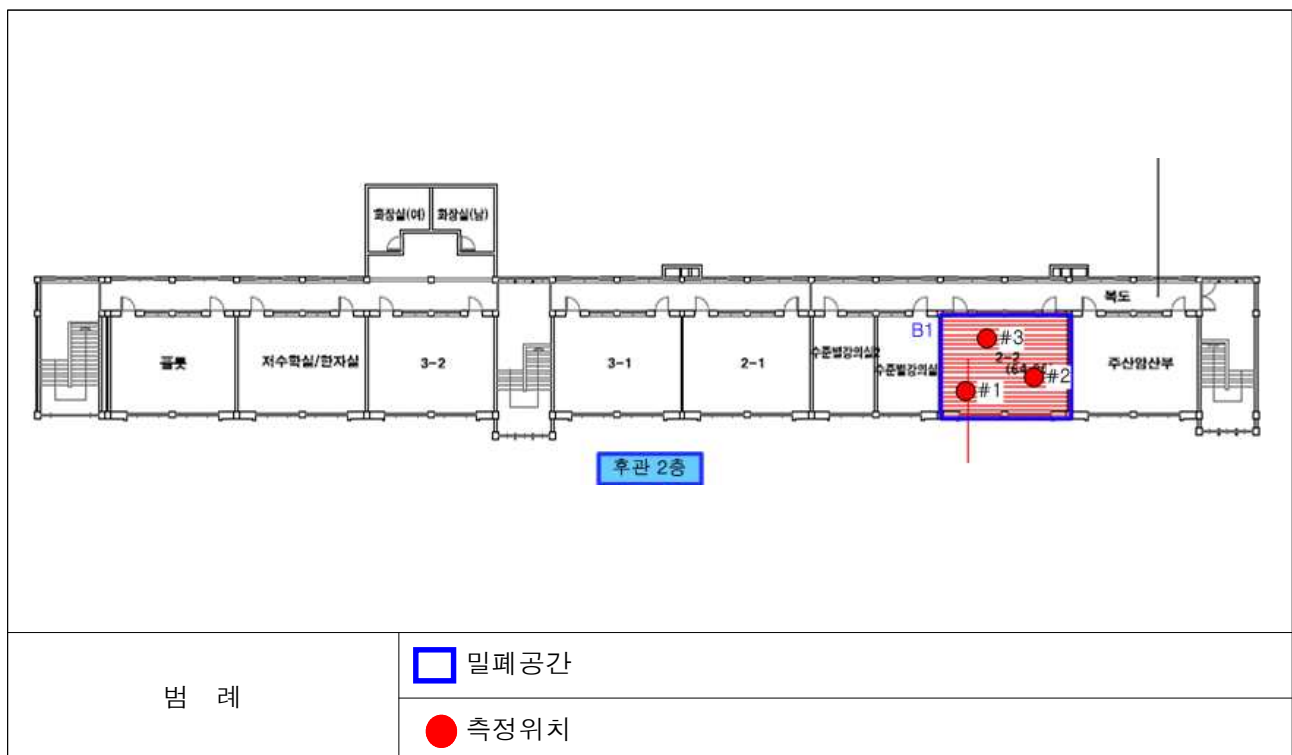 화장실(여) 화장실(남)
복도
B1
#3
플롯 저수학실/한자실 3-2 3-1 2-1 수준별강의실2 수준별강의실 2-2 주산암산부
#2
#1
후관 2층
범 례
밀폐공간
측정위치